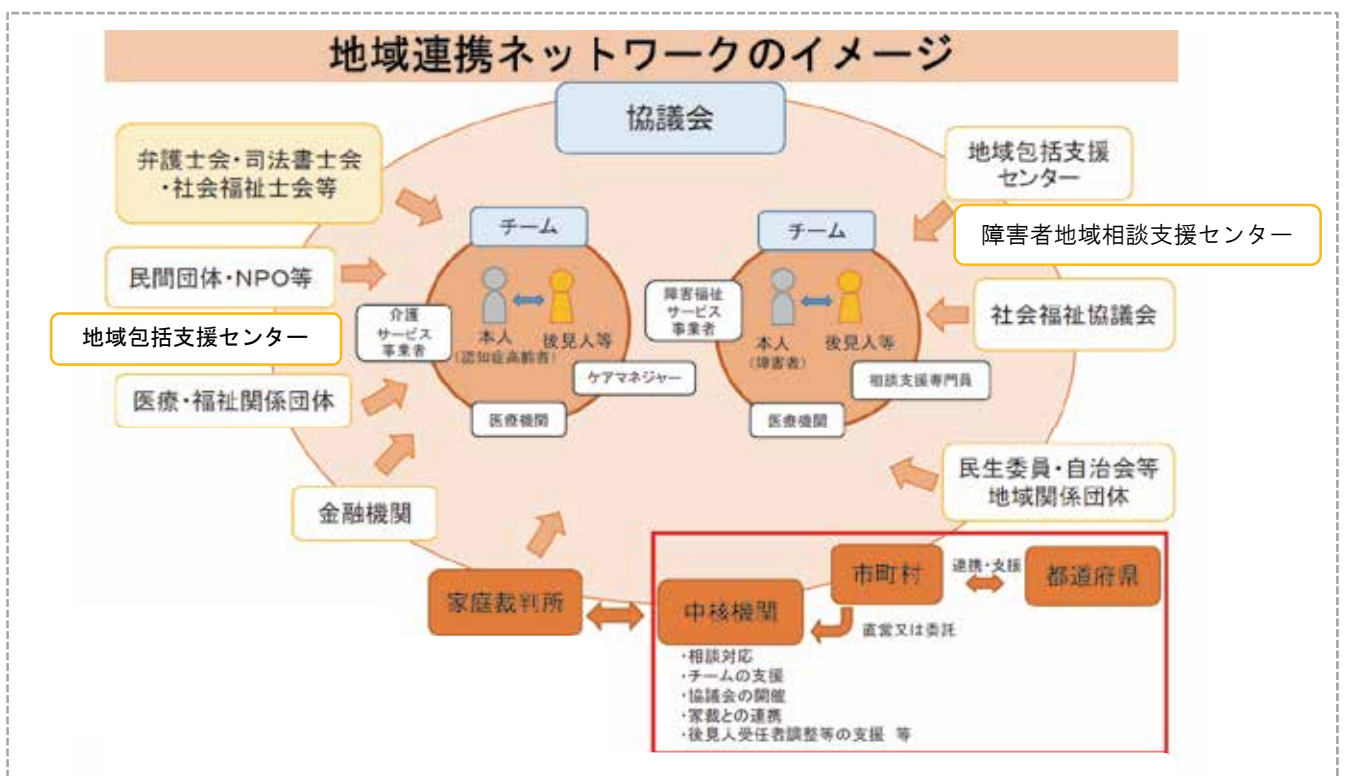 地域連携ネットワークのイメージ
協議会
弁護士会・司法書士会
・社会福祉士会等
民間団体・NPO等
地域包括支援センター
医療・福祉関係団体
金融機関
チーム
介護
サービス
事業者
本人
(認知症高齢者)
後見人等
ケアマネジャー
医療機関
チーム
障害福祉
サービス
事業者
本人
(障害者)
後見人等
相談支援専門員
医療機関
地域包括支援
センター
障害者地域相談支援センター
社会福祉協議会
民生委員・自治会等
地域関係団体
家庭裁判所
中核機関
市町村
連携・支援
都道府県
直営又は委託
・相談対応
・チームの支援
・協議会の開催
・家裁との連携
・後見人受任者調整等の支援 等